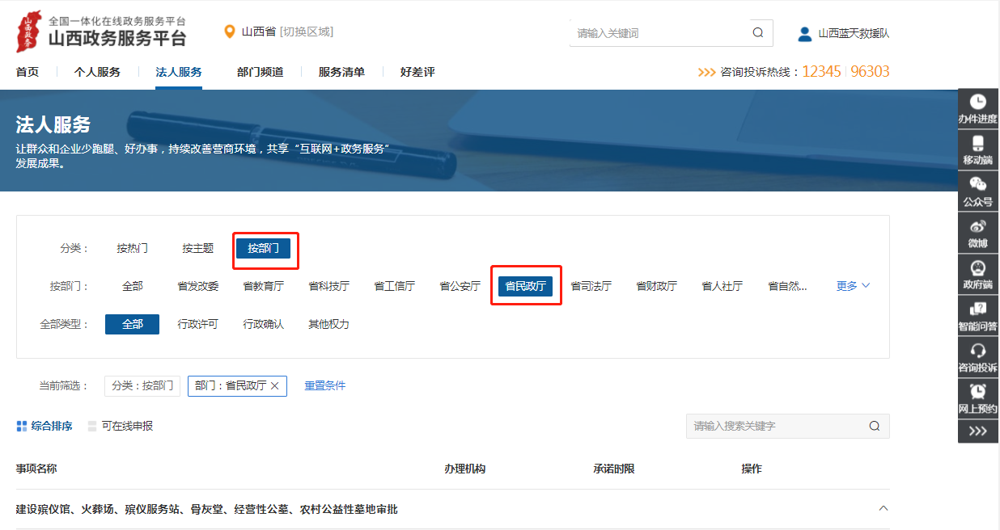 山西政务
全国一体化在线政务服务平台
山西政务服务平台
山西省 [切换区域]
请输入关键词
山西蓝天救援队
首页 个人服务 法人服务 部门频道 服务清单 好差评
咨询投诉热线：12345 96303
法人服务
让群众和企业少跑腿、好办事，持续改善营商环境，共享“互联网+政务服务”
发展成果。
办件进度
移动端
公众号
微博
政府端
智能问答
咨询投诉
网上预约
分类： 按热门 按主题 按部门
按部门： 全部 省发改委 省教育厅 省科技厅 省工信厅 省公安厅 省民政厅 省司法厅 省财政厅 省人社厅 省自然... 更多
全部类型： 全部 行政许可 行政确认 其他权力
当前筛选： 分类：按部门 部门：省民政厅 重置条件
综合排序 可在线申报 请输入搜索关键字
事项名称 办理机构 承诺时限 操作
建设殡仪馆、火葬场、殡仪服务站、骨灰堂、经营性公墓、农村公益性墓地审批